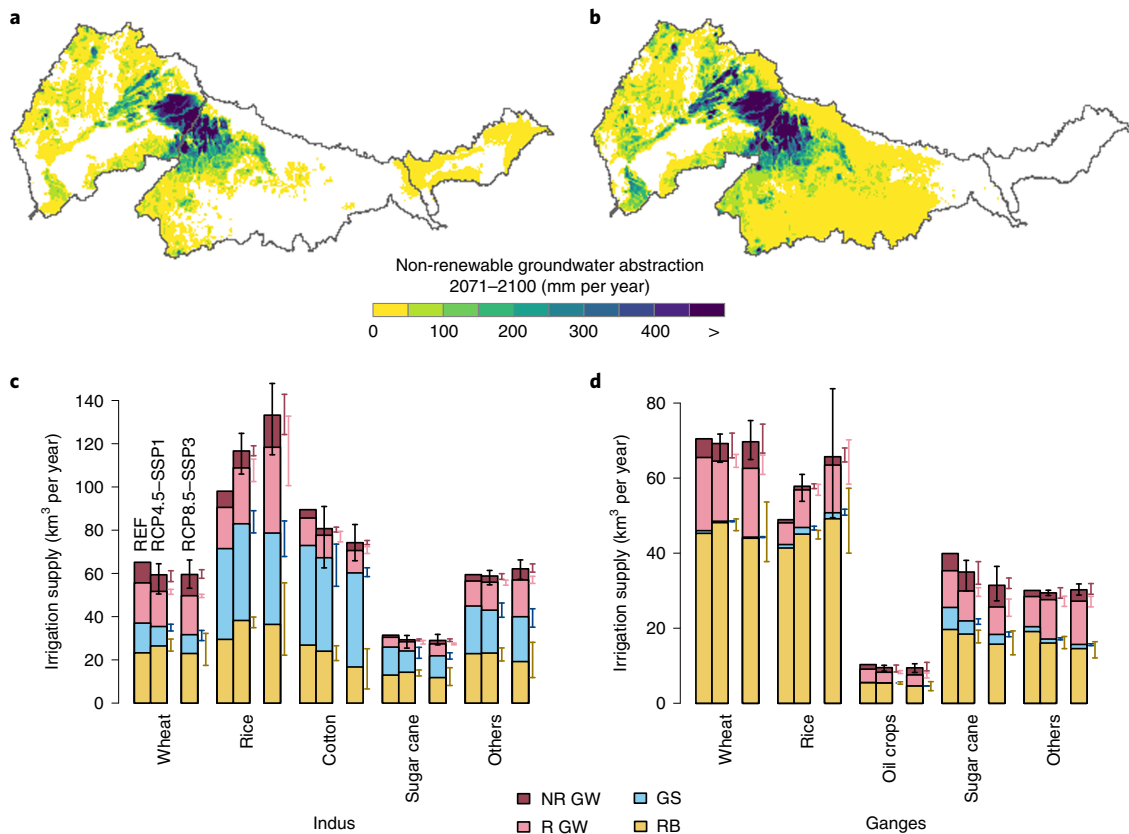 a
b
Non-renewable groundwater abstraction
2071–2100 (mm per year)
0 100 200 300 400 >
c
d
Irrigation supply (km³ per year)
140
120
100
80
60
40
20
0
REF
RCP4.5–SSP1
RCP8.5–SSP3
Wheat
Rice
Cotton
Sugar cane
Others
Indus
Irrigation supply (km³ per year)
80
60
40
20
0
Wheat
Rice
Oil crops
Sugar cane
Others
Ganges
NR GW
GS
R GW
RB